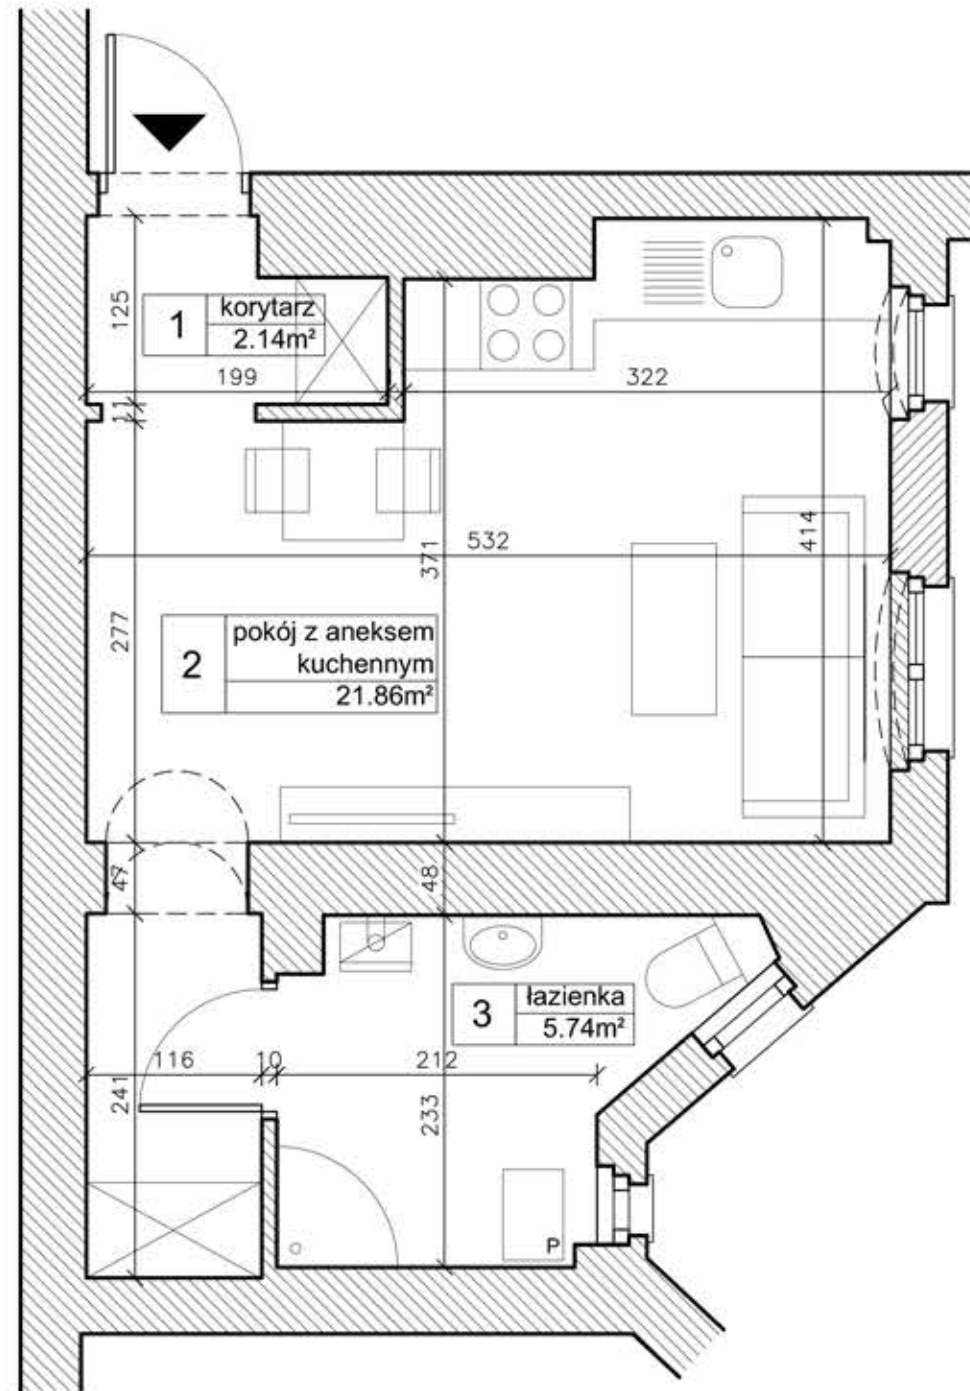 125
1
korytarz
2.14m²
199
322
11
532
371
414
277
2
pokój z aneksem
kuchennym
21.86m²
47
48
3
łazienka
5.74m²
116
10
212
241
233
P